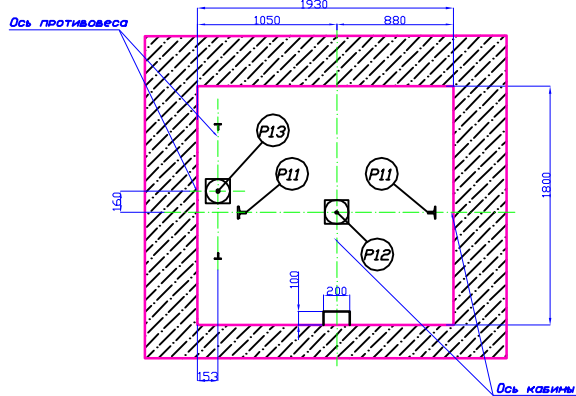 1930
Ось противовеса
1050
880
P13
P11
P11
1800
160
P12
100
200
153
Ось кабины